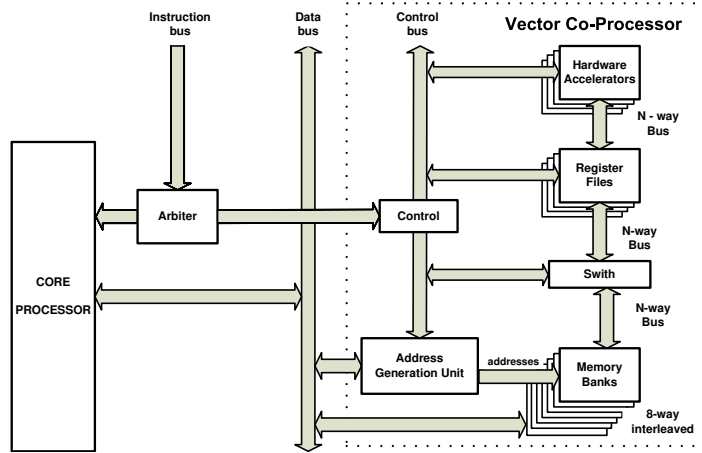 Instruction
bus
Data
bus
Control
bus
Vector Co-Processor
Hardware
Accelerators
N - way
Bus
Register
Files
Arbiter
Control
N-way
Bus
Swith
CORE
PROCESSOR
N-way
Bus
Address
Generation Unit
addresses
Memory
Banks
8-way
interleaved